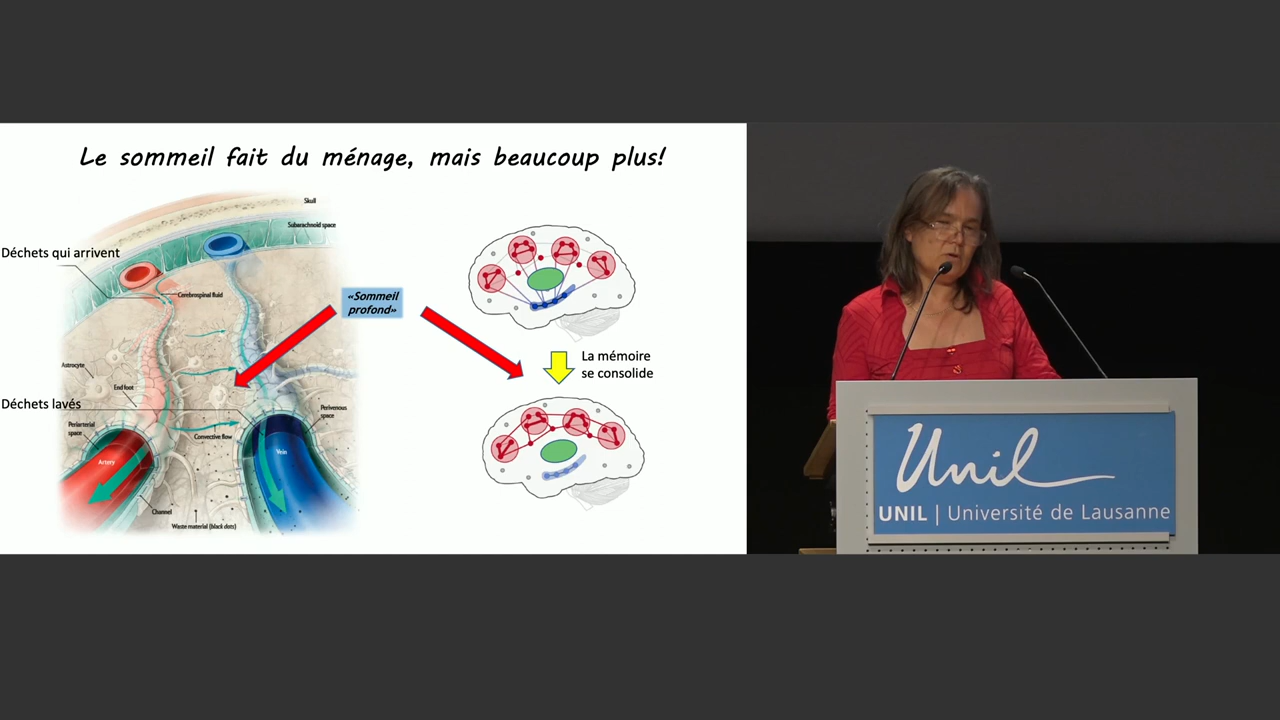 Le sommeil fait du ménage, mais beaucoup plus!
Skull
Subarachnoid space
Déchets qui arrivent
Cerebrospinal fluid
«Sommeil
profond»
La mémoire
se consolide
Astrocyte
End foot
Déchets lavés
Periarterial
space
Convective flow
Perivenous
space
Artery
Vein
Channel
Waste material (black dots)
Unil
UNIL | Université de Lausanne